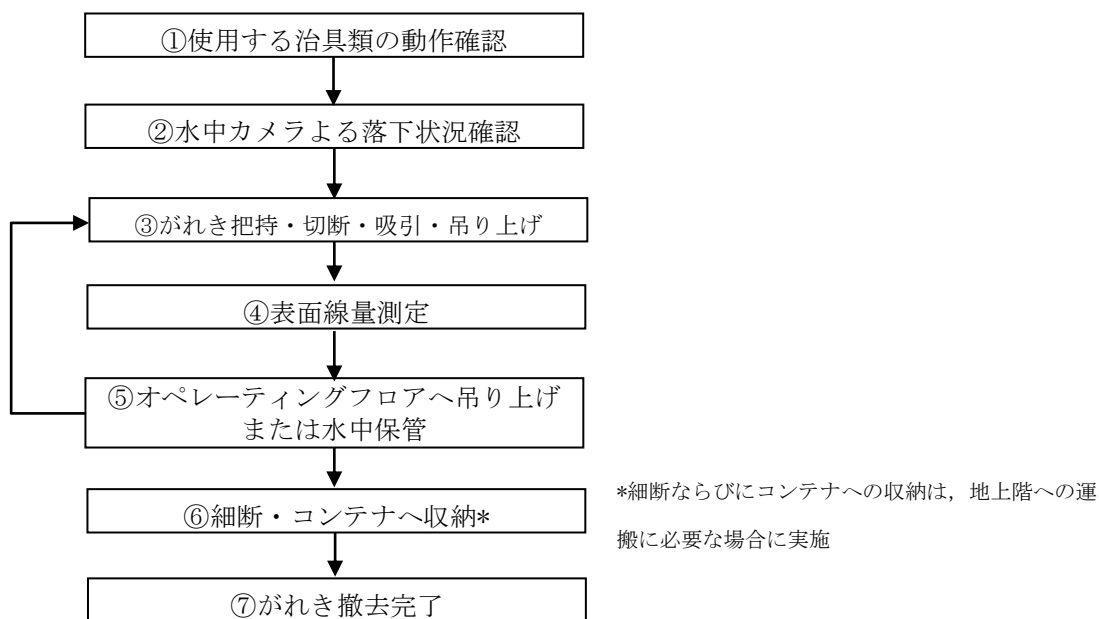 ①使用する治具類の動作確認
②水中カメラよる落下状況確認
③がれき把持・切断・吸引・吊り上げ
④表面線量測定
⑤オペレーティングフロアへ吊り上げ
または水中保管
⑥細断・コンテナへ収納*
*細断ならびにコンテナへの収納は，地上階への運
搬に必要な場合に実施
⑦がれき撤去完了